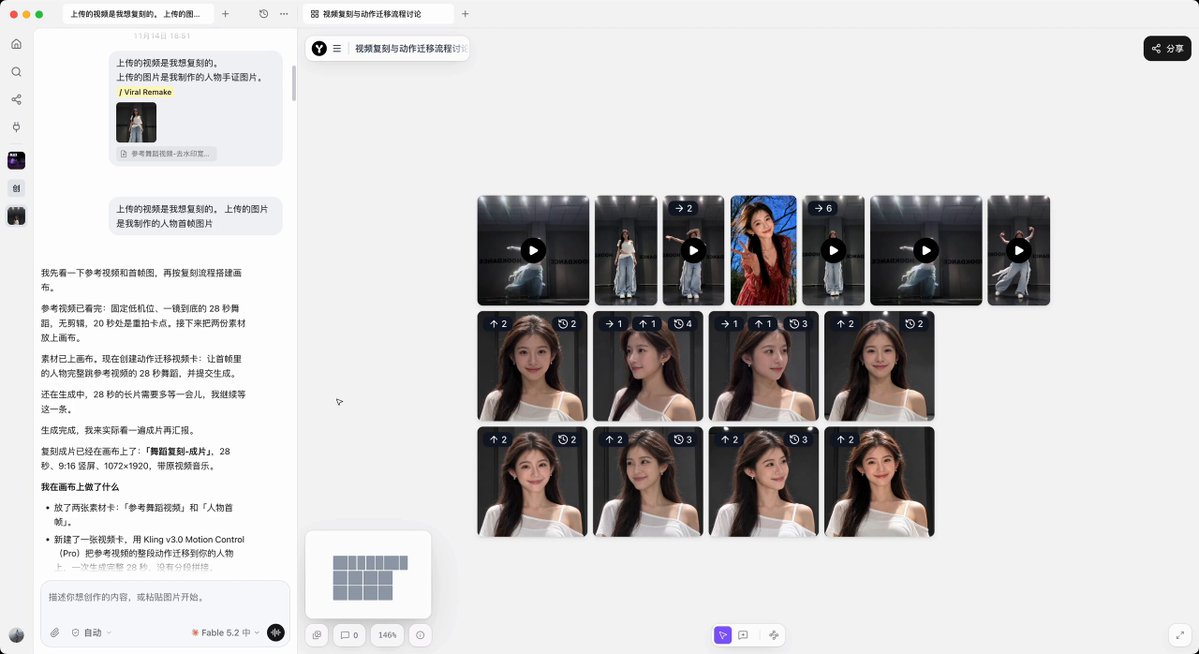 上传的视频是我想复刻的。 上传的图...
视频复刻与动作迁移流程讨论
11月14日 16:51
上传的视频是我想复刻的。
上传的图片是我制作的人物手证图片。
/ Viral Remake
参考舞蹈视频-去水印宽...
上传的视频是我想复刻的。 上传的图片
是我制作的人物首帧图片
我先看一下参考视频和首帧图，再按复刻流程搭建画
布。
参考视频已看完：固定低机位、一镜到底的 28 秒舞
蹈，无剪辑，20 秒处是重拍卡点。接下来把两份素材
放上画布。
素材已上画布。现在创建动作迁移视频卡：让首帧里
的人物完整跳参考视频的 28 秒舞蹈，并提交生成。
还在生成中，28 秒的长片需要多等一会儿，我继续等
这一条。
生成完成，我来实际看一遍成片再汇报。
复刻成片已经在画布上了：「舞蹈复刻-成片」，28
秒、9:16 竖屏、1072×1920，带原视频音乐。
我在画布上做了什么
• 放了两张素材卡：「参考舞蹈视频」和「人物首
帧」。
• 新建了一张视频卡，用 Kling v3.0 Motion Control
（Pro）把参考视频的整段动作迁移到你的人物
上，一次生成完整 28 秒，没有分段拼接。
描述你想创作的内容，或粘贴图片开始。
自动
Fable 5.2 中
创
视频复刻与动作迁移流程讨论
分享
→ 2
→ 6
↑ 2 2
→ 1 ↑ 1 4
→ 1 ↑ 1 3
↑ 2 2
↑ 2 2
↑ 2 3
↑ 2 3
↑ 2
0
146%